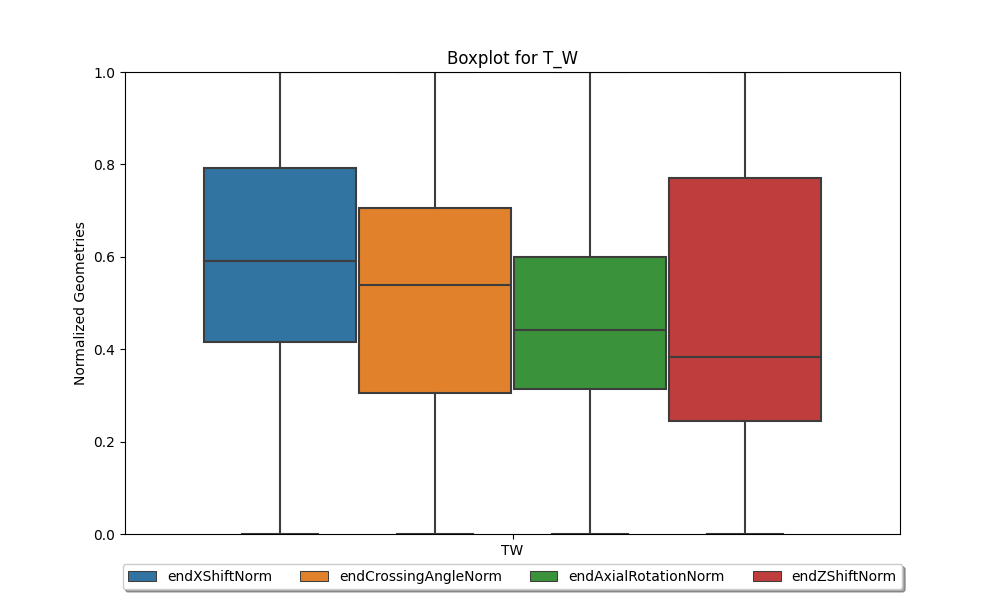 Boxplot for T_W
1.0
0.8
0.6
0.4
0.2
0.0
Normalized Geometries
TW
endXShiftNorm endCrossingAngleNorm endAxialRotationNorm endZShiftNorm